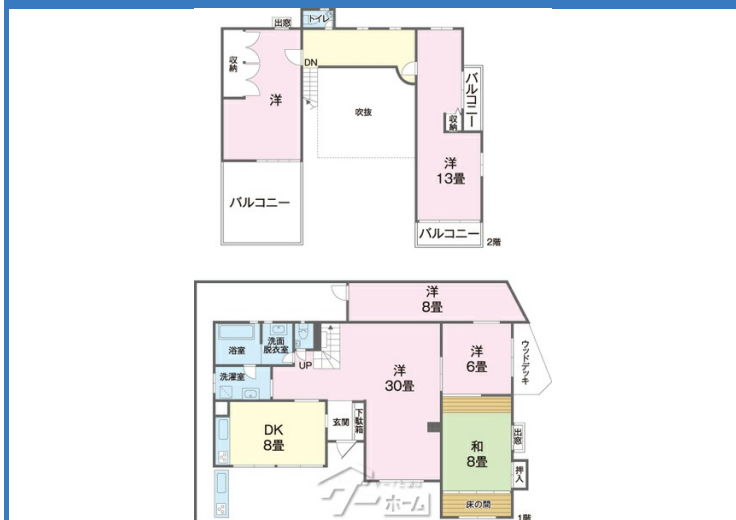 出窓
トイレ
収納
DN
洋
吹抜
バルコニー
収納
洋
13畳
バルコニー
バルコニー
2階
洋
8畳
浴室
洗面
脱衣室
UP
洋
30畳
洋
6畳
ウッドデッキ
洗濯室
DK
8畳
玄関
下駄箱
和
8畳
出窓
押入
床の間
ホーム
1階